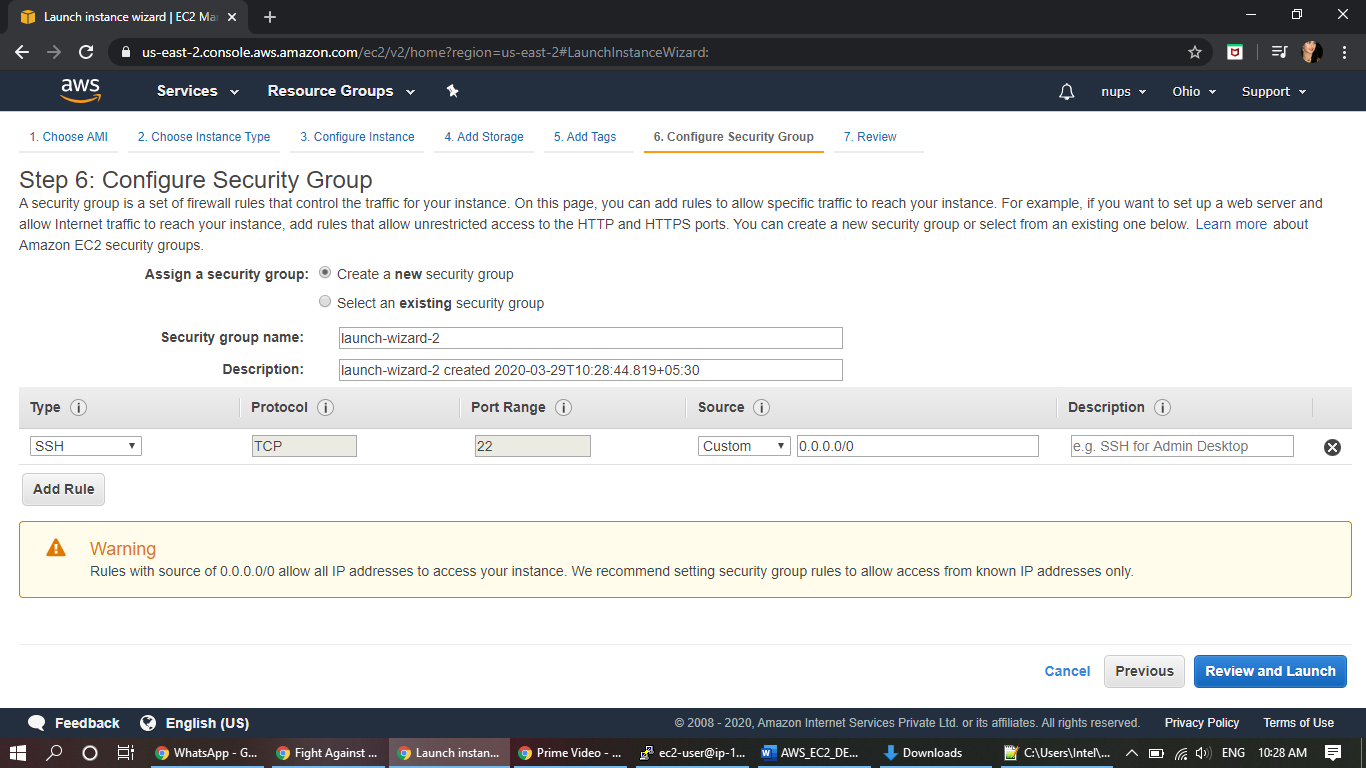 Launch instance wizard | EC2 Ma
us-east-2.console.aws.amazon.com/ec2/v2/home?region=us-east-2#LaunchInstanceWizard:
aws Services Resource Groups nups Ohio Support
1. Choose AMI 2. Choose Instance Type 3. Configure Instance 4. Add Storage 5. Add Tags 6. Configure Security Group 7. Review
Step 6: Configure Security Group
A security group is a set of firewall rules that control the traffic for your instance. On this page, you can add rules to allow specific traffic to reach your instance. For example, if you want to set up a web server and
allow Internet traffic to reach your instance, add rules that allow unrestricted access to the HTTP and HTTPS ports. You can create a new security group or select from an existing one below. Learn more about
Amazon EC2 security groups.
Assign a security group: Create a new security group
Select an existing security group
Security group name: launch-wizard-2
Description: launch-wizard-2 created 2020-03-29T10:28:44.819+05:30
Type i Protocol i Port Range i Source i Description i
SSH TCP 22 Custom 0.0.0.0/0 e.g. SSH for Admin Desktop
Add Rule
Warning
Rules with source of 0.0.0.0/0 allow all IP addresses to access your instance. We recommend setting security group rules to allow access from known IP addresses only.
Cancel Previous Review and Launch
Feedback English (US) © 2008 - 2020, Amazon Internet Services Private Ltd. or its affiliates. All rights reserved. Privacy Policy Terms of Use
WhatsApp - G... Fight Against ... Launch instan... Prime Video - ... ec2-user@ip-1... AWS_EC2_DE... Downloads C:\Users\Intel\... ENG 10:28 AM